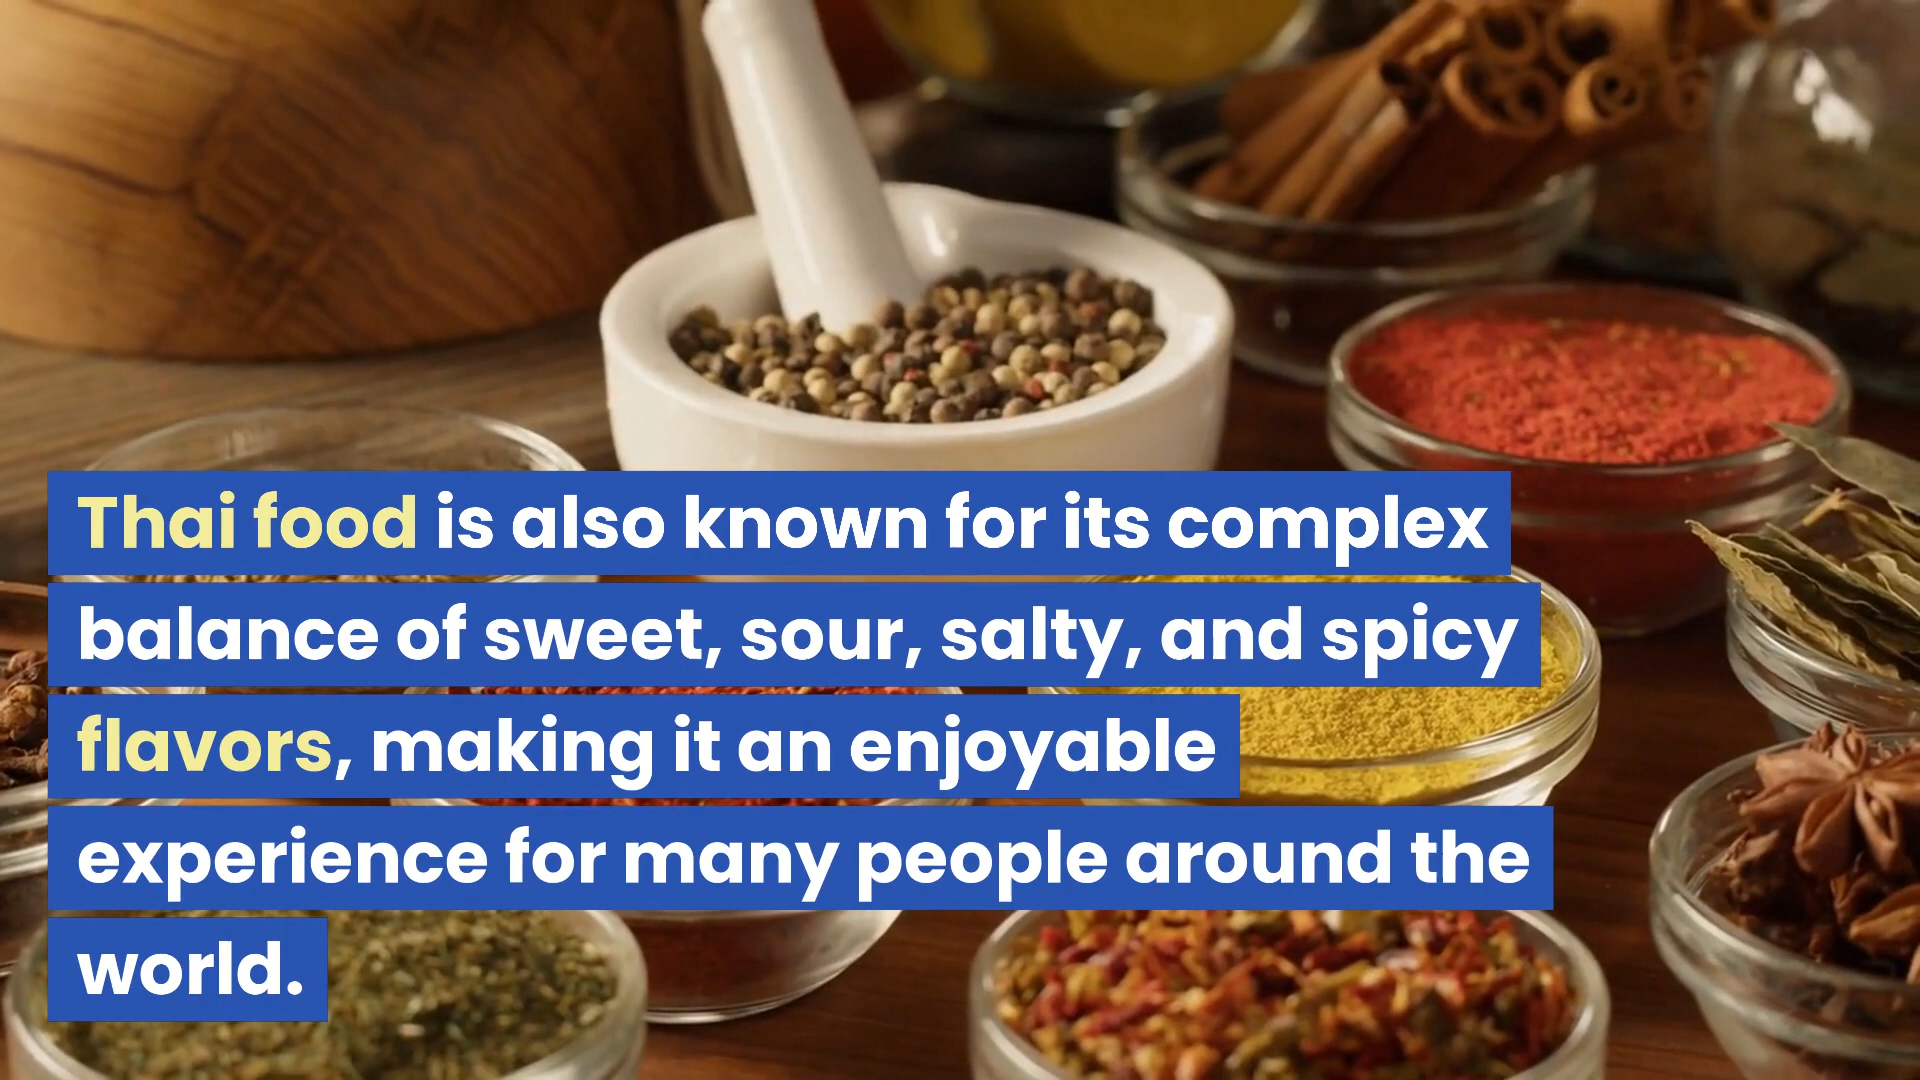 Thai food is also known for its complex
balance of sweet, sour, salty, and spicy
flavors, making it an enjoyable
experience for many people around the
world.